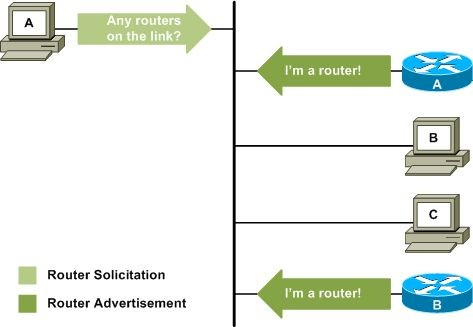 A
Any routers
on the link?
I'm a router!
A
B
C
Router Solicitation
Router Advertisement
I'm a router!
B